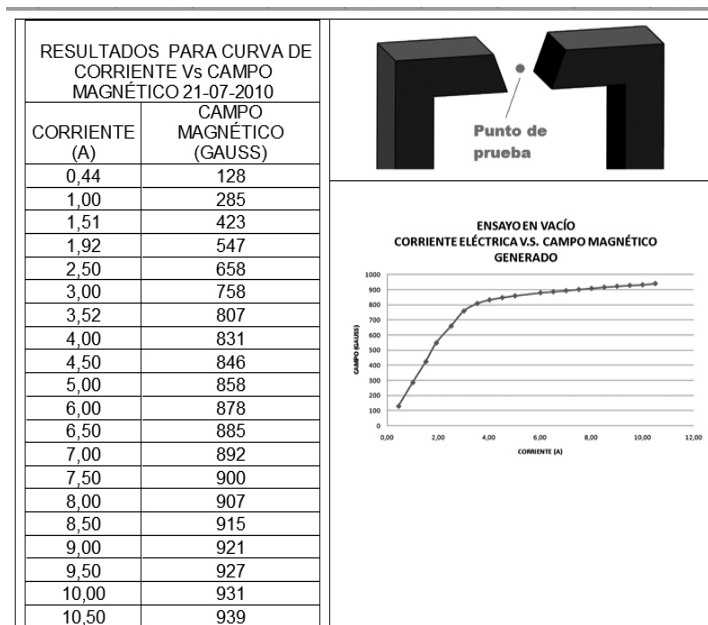 RESULTADOS PARA CURVA DE
CORRIENTE Vs CAMPO
MAGNÉTICO 21-07-2010
CORRIENTE
(A)
CAMPO
MAGNÉTICO
(GAUSS)
0,44 128
1,00 285
1,51 423
1,92 547
2,50 658
3,00 758
3,52 807
4,00 831
4,50 846
5,00 858
6,00 878
6,50 885
7,00 892
7,50 900
8,00 907
8,50 915
9,00 921
9,50 927
10,00 931
10,50 939
Punto de
prueba
ENSAYO EN VACÍO
CORRIENTE ELÉCTRICA V.S. CAMPO MAGNÉTICO
GENERADO
CAMPO (GAUSS)
1000
900
800
700
600
500
400
300
200
100
0
0,00 2,00 4,00 6,00 8,00 10,00 12,00
CORRIENTE (A)